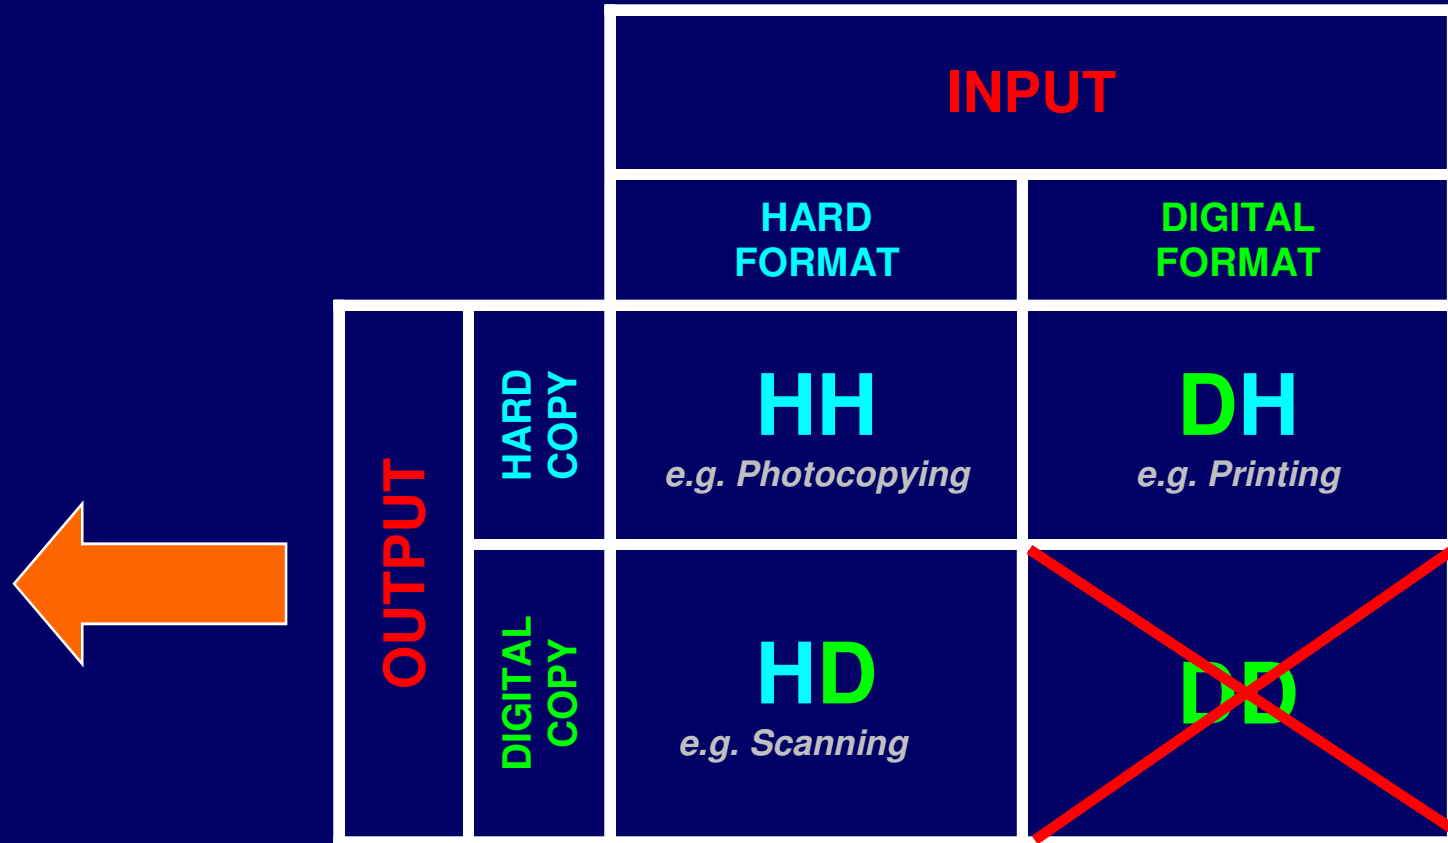 INPUT
HARD
FORMAT
DIGITAL
FORMAT
OUTPUT
HARD
COPY
HH
e.g. Photocopying
DH
e.g. Printing
DIGITAL
COPY
HD
e.g. Scanning
DD